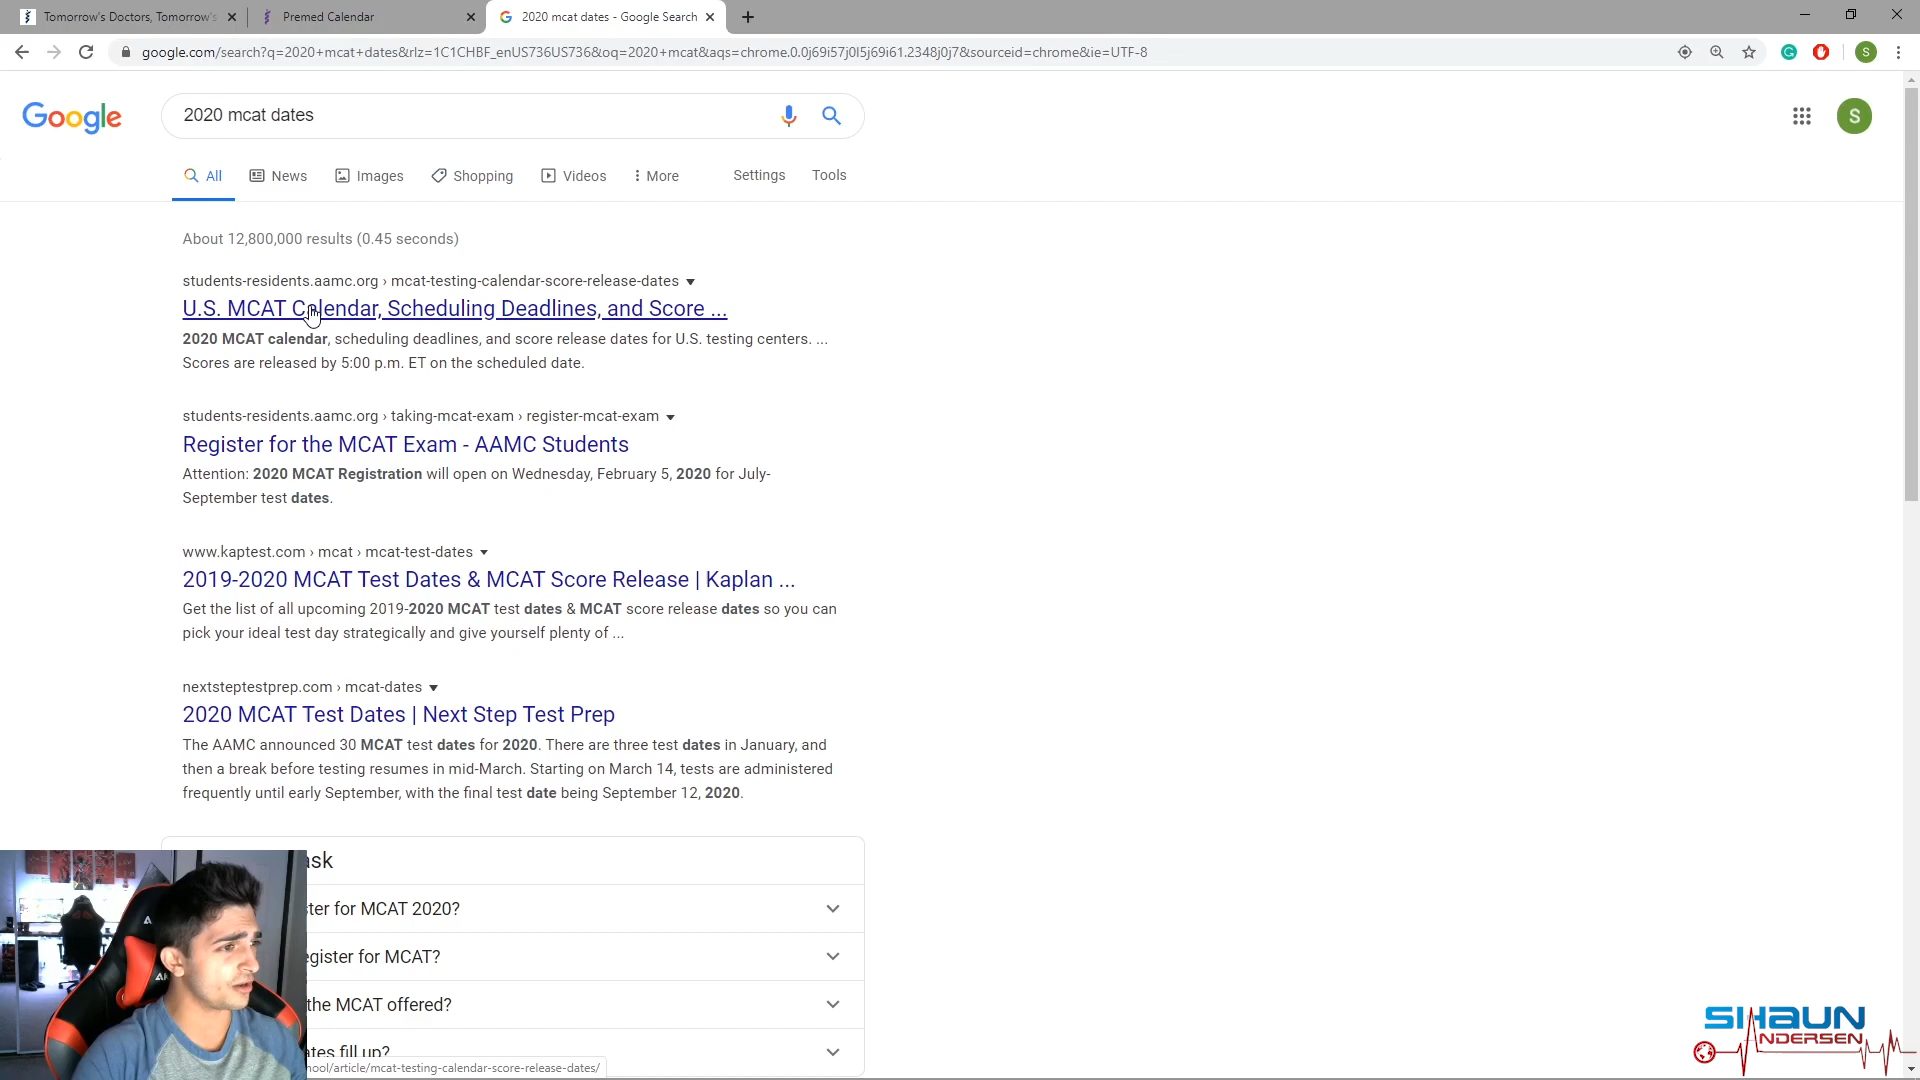 Tomorrow's Doctors, Tomorrow's
Premed Calendar
2020 mcat dates - Google Search
google.com/search?q=2020+mcat+dates&rlz=1C1CHBF_enUS736US736&oq=2020+mcat&aqs=chrome.0.0j69i57j0l5j69i61.2348j0j7&sourceid=chrome&ie=UTF-8
S
Google
2020 mcat dates
S
All
News
Images
Shopping
Videos
More
Settings
Tools
About 12,800,000 results (0.45 seconds)
students-residents.aamc.org › mcat-testing-calendar-score-release-dates
U.S. MCAT Calendar, Scheduling Deadlines, and Score ...
2020 MCAT calendar, scheduling deadlines, and score release dates for U.S. testing centers. ...
Scores are released by 5:00 p.m. ET on the scheduled date.
students-residents.aamc.org › taking-mcat-exam › register-mcat-exam
Register for the MCAT Exam - AAMC Students
Attention: 2020 MCAT Registration will open on Wednesday, February 5, 2020 for July-
September test dates.
www.kaptest.com › mcat › mcat-test-dates
2019-2020 MCAT Test Dates & MCAT Score Release | Kaplan ...
Get the list of all upcoming 2019-2020 MCAT test dates & MCAT score release dates so you can
pick your ideal test day strategically and give yourself plenty of ...
nextsteptestprep.com › mcat-dates
2020 MCAT Test Dates | Next Step Test Prep
The AAMC announced 30 MCAT test dates for 2020. There are three test dates in January, and
then a break before testing resumes in mid-March. Starting on March 14, tests are administered
frequently until early September, with the final test date being September 12, 2020.
ask
ster for MCAT 2020?
egister for MCAT?
the MCAT offered?
ates fill up?
hool/article/mcat-testing-calendar-score-release-dates/
SHAUN
ANDERSEN